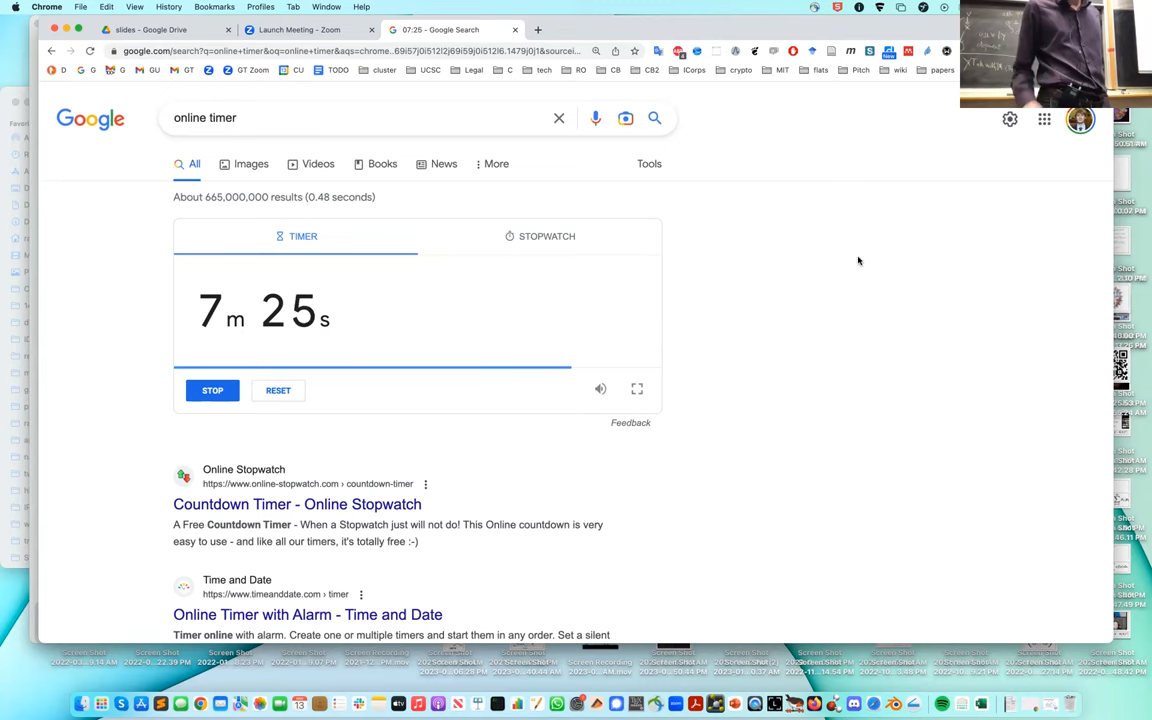 Chrome File Edit View History Bookmarks Profiles Tab Window Help
slides - Google Drive
Launch Meeting - Zoom
07:25 - Google Search
google.com/search?q=online+timer&oq=online+timer&aqs=chrome..69i57j0i512l2j69i59j0i512l6.1479j0j1&sourcei...
D G G GU GT GT Zoom CU TODO cluster UCSC Legal C tech RO CB CB2 ICorps crypto MIT flats Pitch wiki papers
New
Google
online timer
All Images Videos Books News More Tools
About 665,000,000 results (0.48 seconds)
TIMER STOPWATCH
7m 25s
STOP RESET
Feedback
Online Stopwatch
https://www.online-stopwatch.com › countdown-timer
Countdown Timer - Online Stopwatch
A Free Countdown Timer - When a Stopwatch just will not do! This Online countdown is very
easy to use - and like all our timers, it's totally free :-)
Time and Date
https://www.timeanddate.com › timer
Online Timer with Alarm - Time and Date
Timer online with alarm. Create one or multiple timers and start them in any order. Set a silent